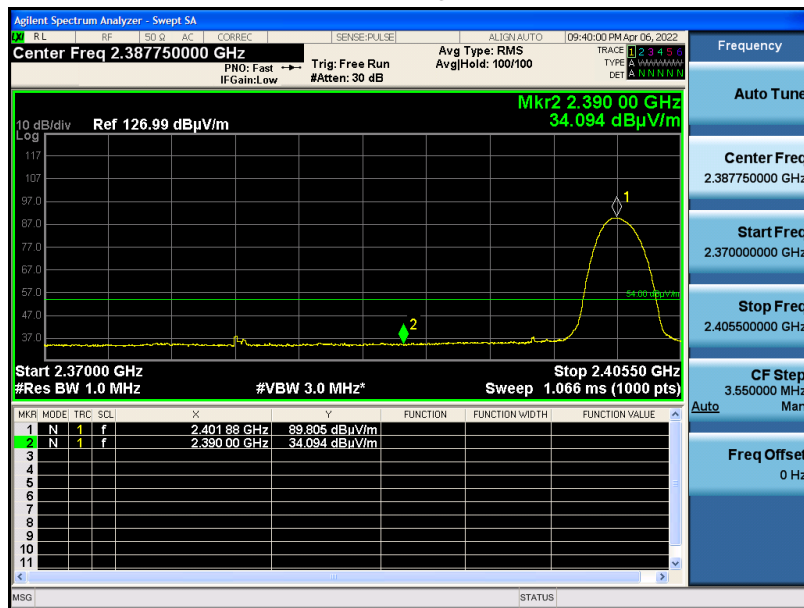 Agilent Spectrum Analyzer - Swept SA
LXI RL RF 50 Ω AC CORREC SENSE:PULSE ALIGN AUTO 09:40:00 PM Apr 06, 2022
Center Freq 2.387750000 GHz
PNO: Fast
IFGain:Low
Trig: Free Run
#Atten: 30 dB
Avg Type: RMS
Avg|Hold: 100/100
TRACE 1 2 3 4 5 6
TYPE A WWWWW
DET A N N N N N
Mkr2 2.390 00 GHz
34.094 dBµV/m
10 dB/div Ref 126.99 dBµV/m
Log
117
107
97.0
87.0
77.0
67.0
57.0
47.0
37.0
1
54.00 dBµV/m
2
Start 2.37000 GHz Stop 2.40550 GHz
#Res BW 1.0 MHz #VBW 3.0 MHz* Sweep 1.066 ms (1000 pts)
MKR MODE TRC SCL X Y FUNCTION FUNCTION WIDTH FUNCTION VALUE
1 N 1 f 2.401 88 GHz 89.805 dBµV/m
2 N 1 f 2.390 00 GHz 34.094 dBµV/m
3
4
5
6
7
8
9
10
11
MSG STATUS
Frequency
Auto Tune
Center Freq
2.387750000 GHz
Start Freq
2.370000000 GHz
Stop Freq
2.405500000 GHz
CF Step
3.550000 MHz
Auto Man
Freq Offset
0 Hz